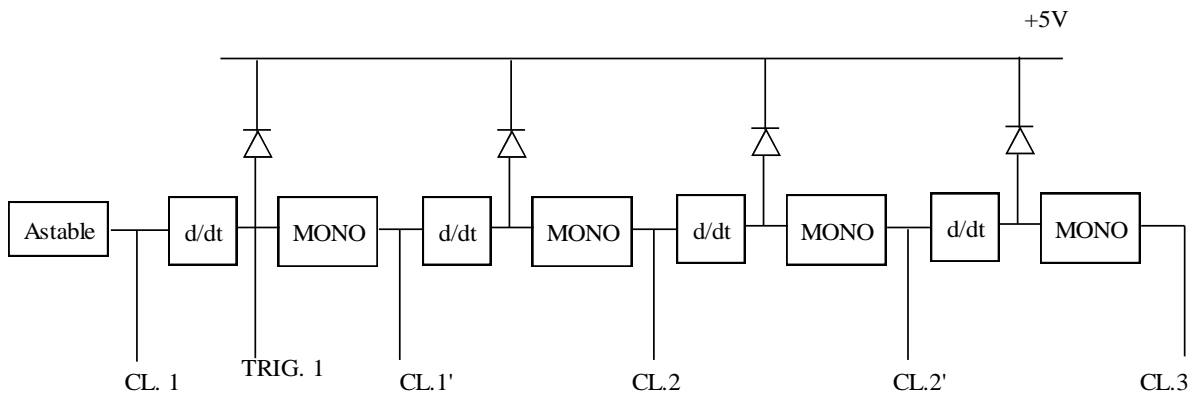 +5V
Astable
d/dt
MONO
d/dt
MONO
d/dt
MONO
d/dt
MONO
CL. 1
TRIG. 1
CL.1'
CL.2
CL.2'
CL.3